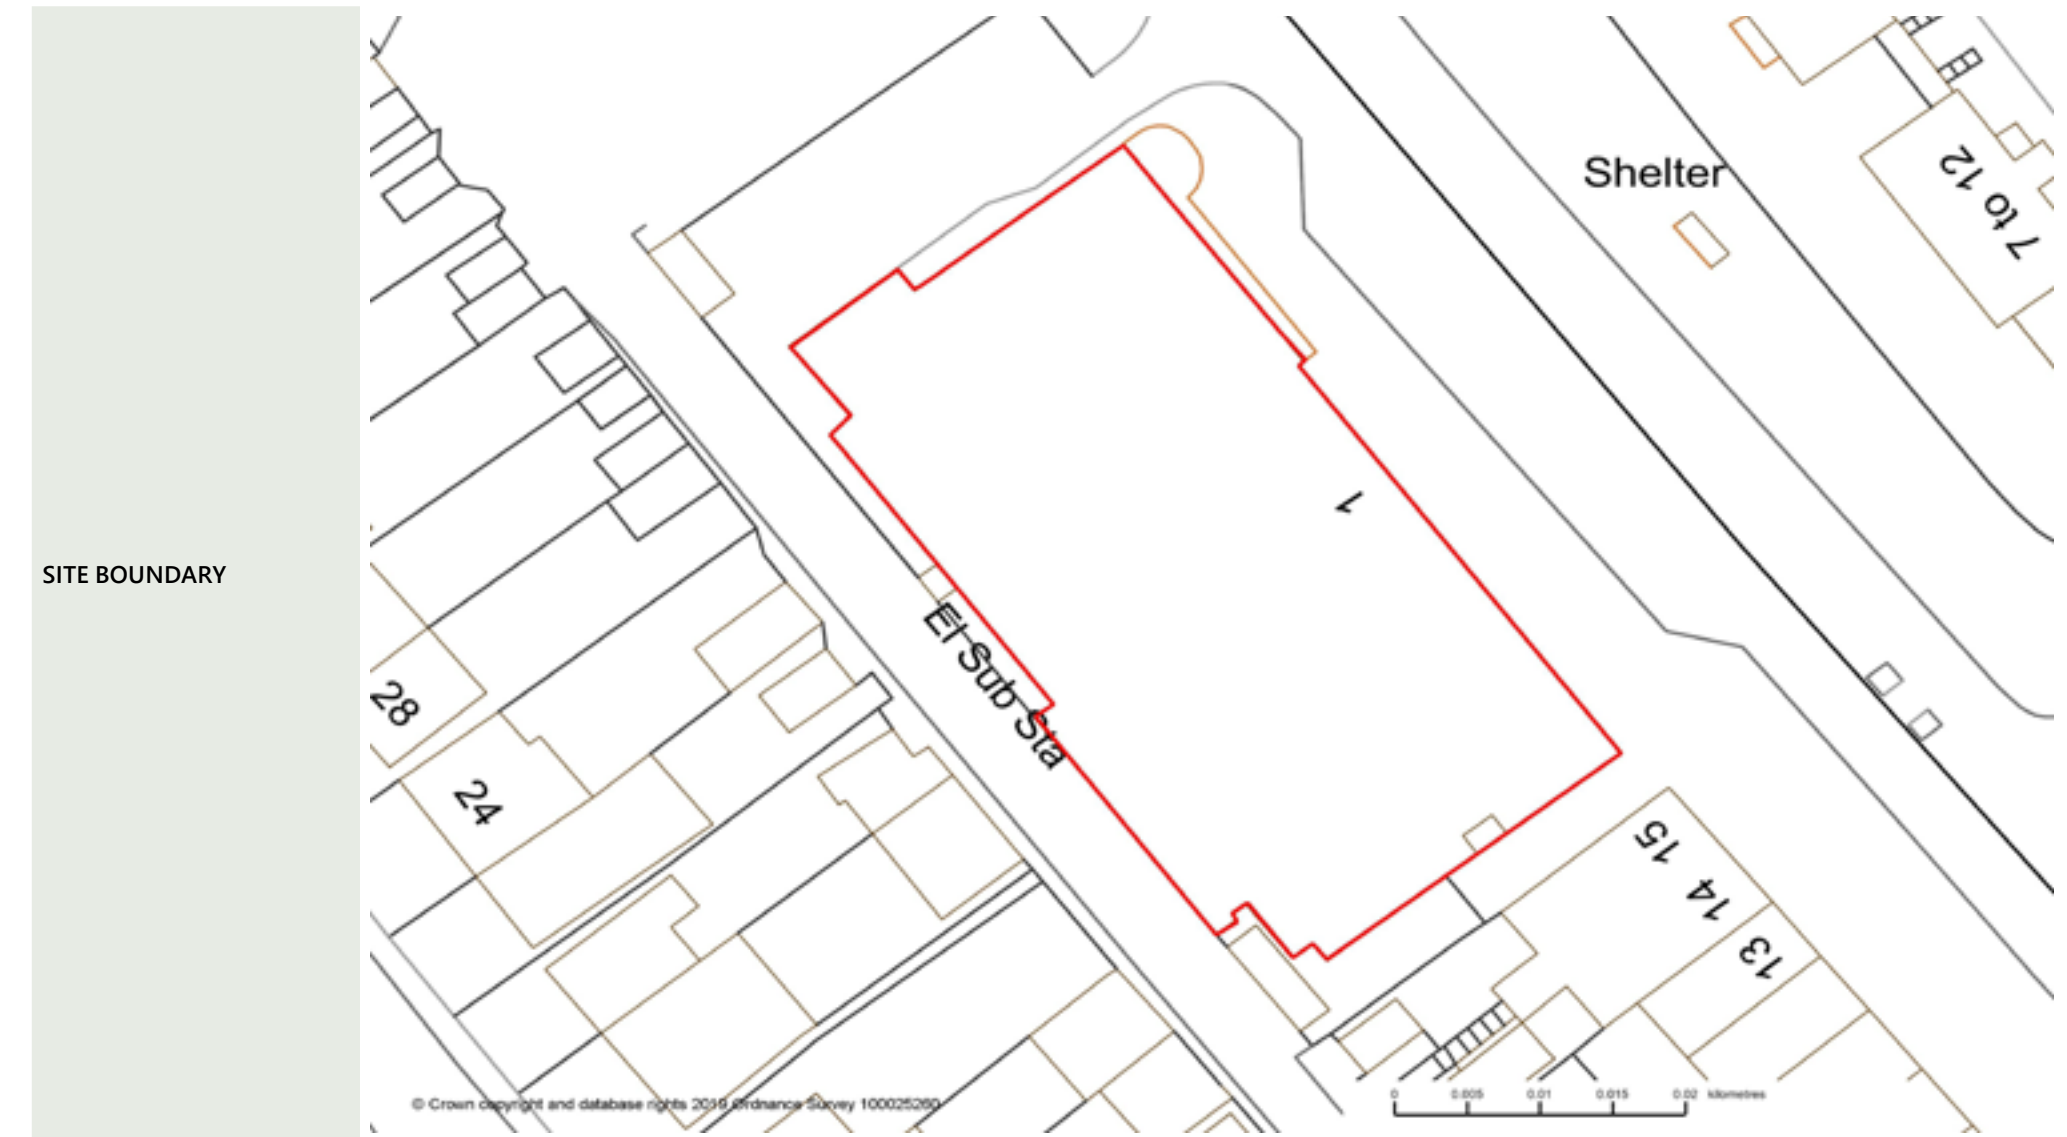 SITE BOUNDARY
Shelter
7 to 12
1
El Sub Sta
28
24
15
14
13
0 0.005 0.01 0.015 0.02 kilometres
© Crown copyright and database rights 2019 Ordnance Survey 100025260